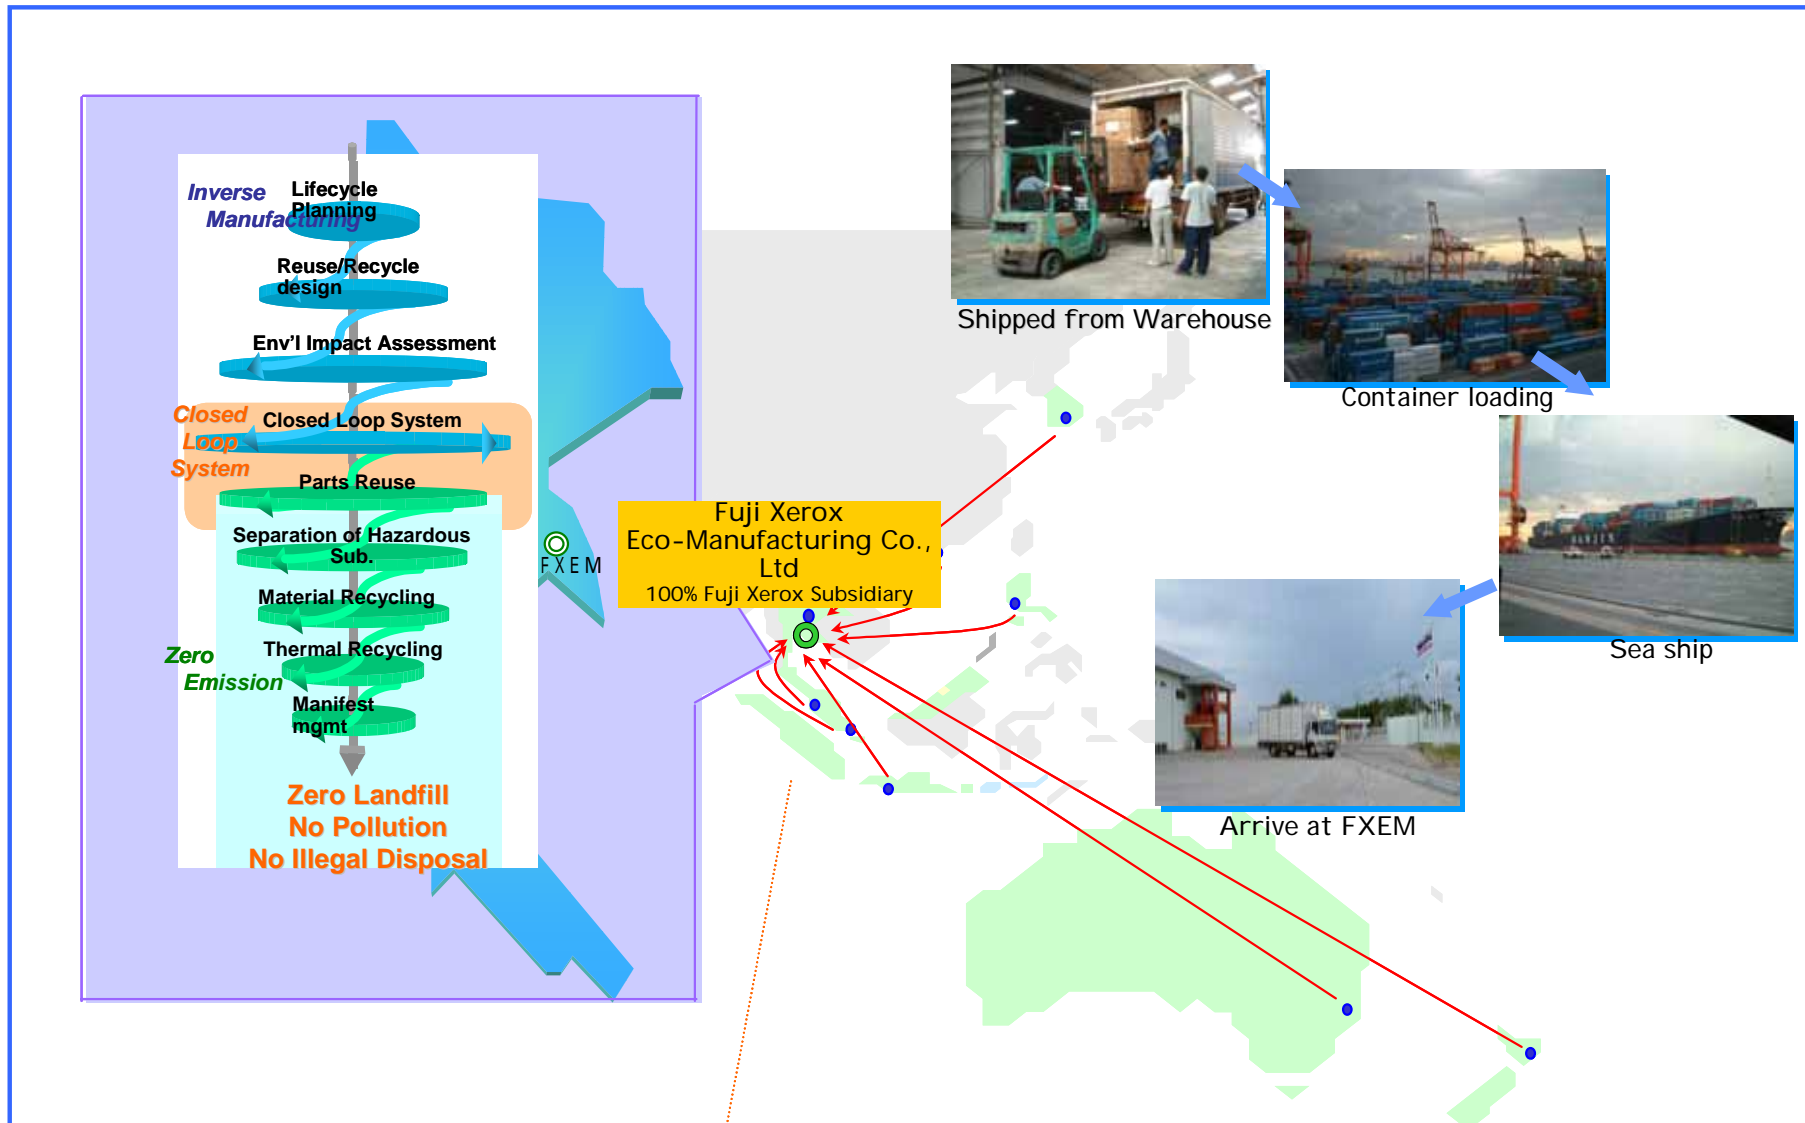 Inverse
Manufacturing
Lifecycle
Planning
Reuse/Recycle
design
Env'l Impact Assessment
Closed
Loop
System
Closed Loop System
Parts Reuse
Separation of Hazardous
Sub.
Material Recycling
Thermal Recycling
Zero
Emission
Manifest
mgmt
Zero Landfill
No Pollution
No Illegal Disposal
FXEM
Fuji Xerox
Eco-Manufacturing Co.,
Ltd
100% Fuji Xerox Subsidiary
Shipped from Warehouse
Container loading
Sea ship
Arrive at FXEM